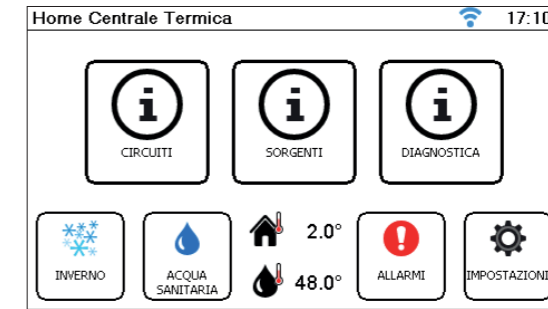 Home Centrale Termica 17:10
CIRCUITI
SORGENTI
DIAGNOSTICA
INVERNO
ACQUA
SANITARIA
2.0°
48.0°
ALLARMI
IMPOSTAZIONI